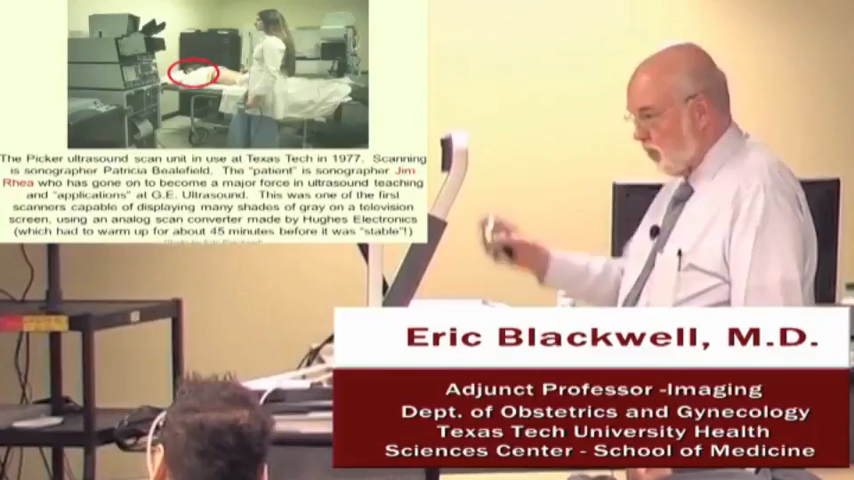 The Picker ultrasound scan unit in use at Texas Tech in 1977. Scanning
is sonographer Patricia Bealefield. The "patient" is sonographer Jim
Rhea who has gone on to become a major force in ultrasound teaching
and "applications" at G.E. Ultrasound. This was one of the first
scanners capable of displaying many shades of gray on a television
screen, using an analog scan converter made by Hughes Electronics
(which had to warm up for about 45 minutes before it was "stable"!)
Eric Blackwell, M.D.
Adjunct Professor -Imaging
Dept. of Obstetrics and Gynecology
Texas Tech University Health
Sciences Center - School of Medicine